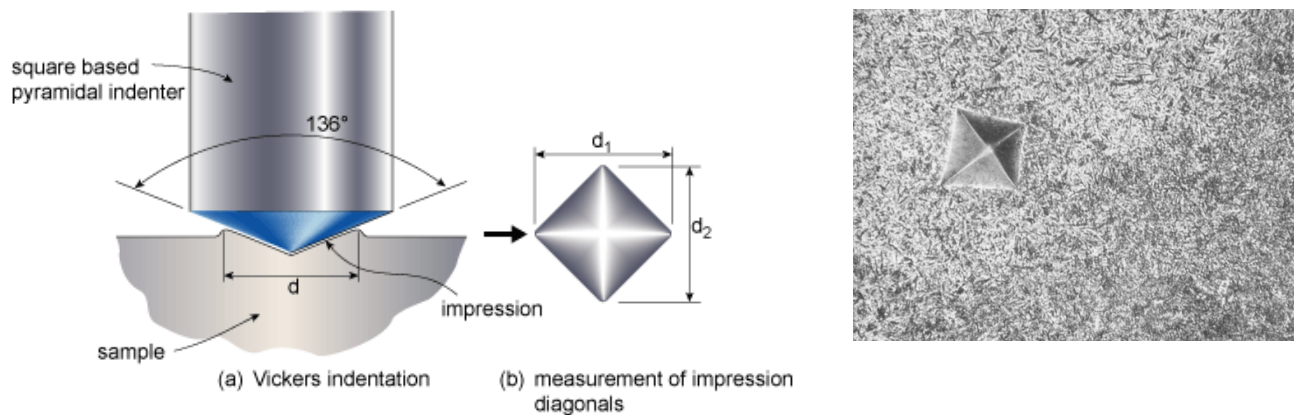 square based
pyramidal indenter
136°
d₁
d₂
d
impression
sample
(a) Vickers indentation
(b) measurement of impression
diagonals